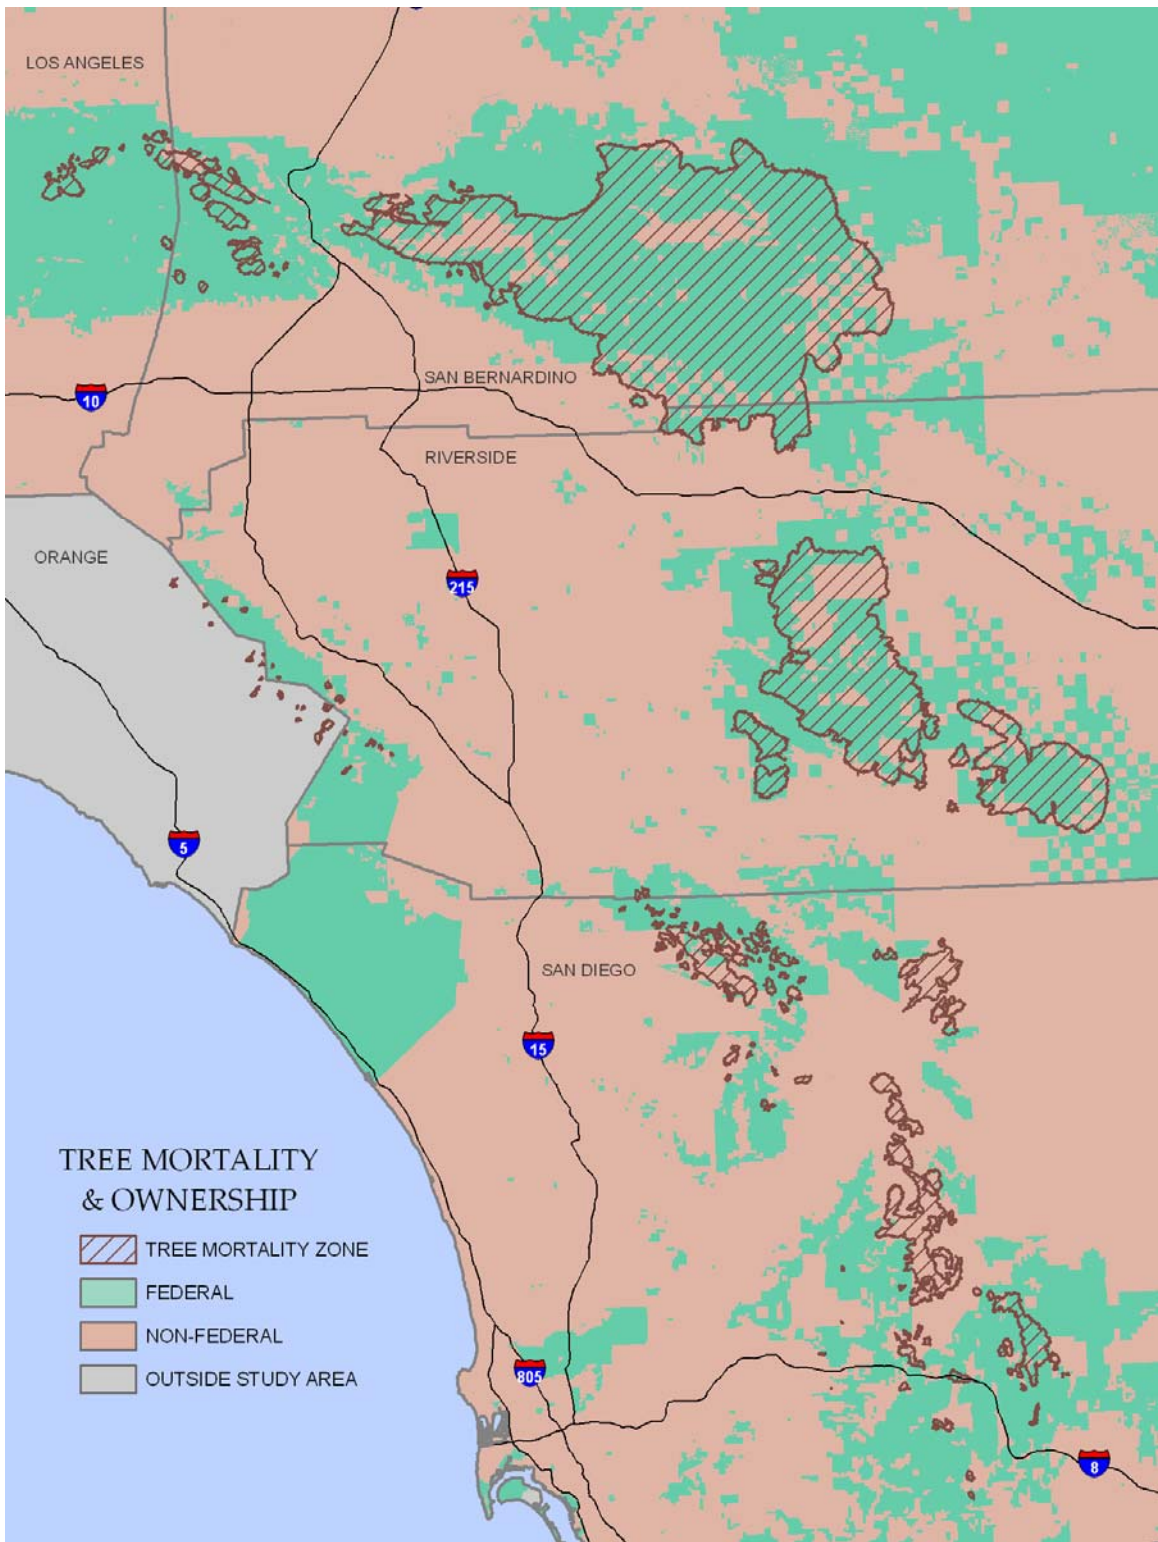 LOS ANGELES
SAN BERNARDINO
10
RIVERSIDE
ORANGE
215
5
SAN DIEGO
15
TREE MORTALITY
& OWNERSHIP
TREE MORTALITY ZONE
FEDERAL
NON-FEDERAL
OUTSIDE STUDY AREA
805
8